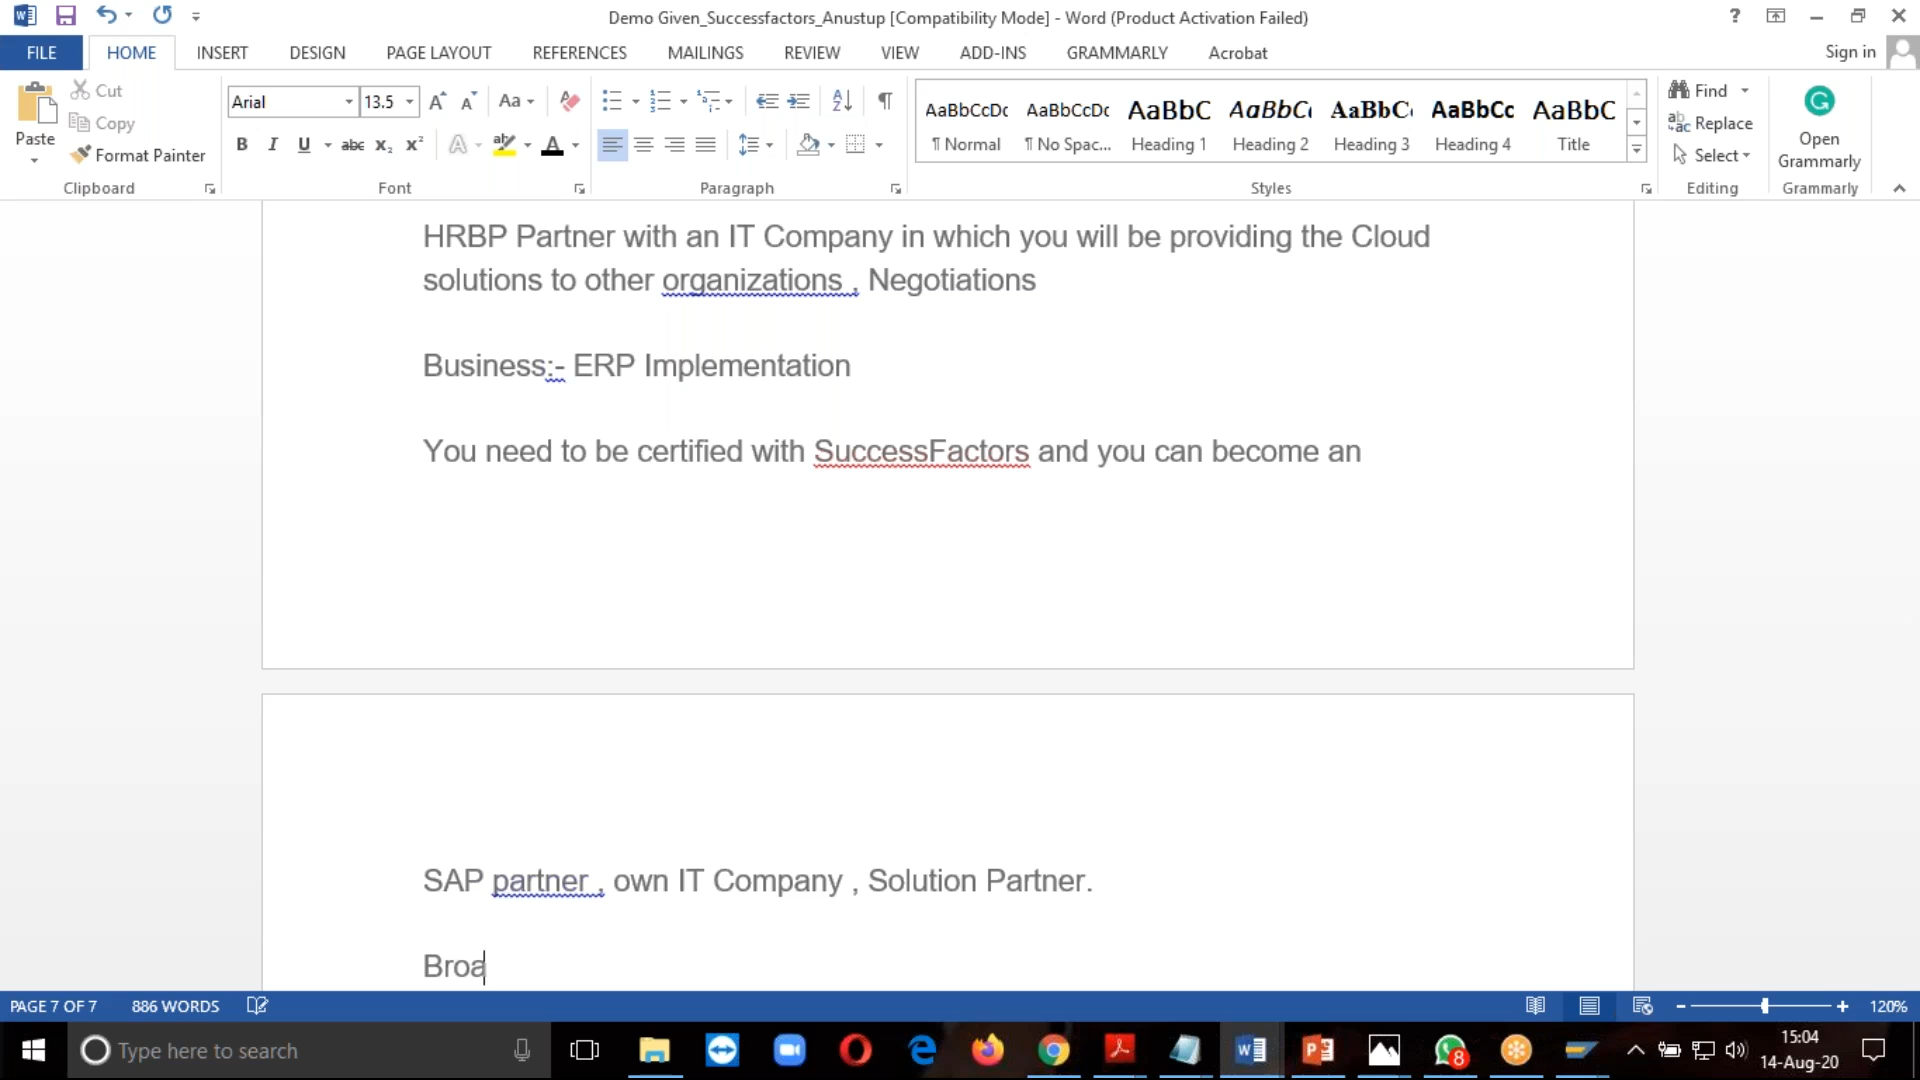 Demo Given_Successfactors_Anustup [Compatibility Mode] - Word (Product Activation Failed)
FILE HOME INSERT DESIGN PAGE LAYOUT REFERENCES MAILINGS REVIEW VIEW ADD-INS GRAMMARLY Acrobat Sign in
Paste Cut Copy Format Painter
Arial 13.5
AaBbCcDc AaBbCcDc AaBbC AaBbC AaBbC AaBbCc AaBbC
¶ Normal ¶ No Spac... Heading 1 Heading 2 Heading 3 Heading 4 Title
Find Replace Select
Open Grammarly
Clipboard Font Paragraph Styles Editing Grammarly
HRBP Partner with an IT Company in which you will be providing the Cloud
solutions to other organizations , Negotiations
Business:- ERP Implementation
You need to be certified with SuccessFactors and you can become an
SAP partner , own IT Company , Solution Partner.
Broa
PAGE 7 OF 7 886 WORDS 120%
Type here to search
8
15:04
14-Aug-20